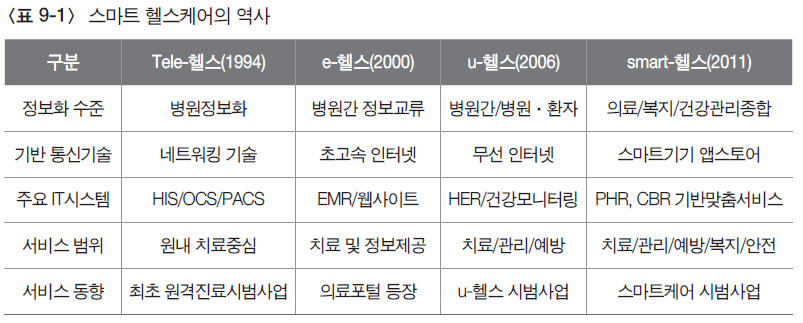 〈표 9-1〉 스마트 헬스케어의 역사
구분 Tele-헬스(1994) e-헬스(2000) u-헬스(2006) smart-헬스(2011)
정보화 수준 병원정보화 병원간 정보교류 병원간/병원·환자 의료/복지/건강관리종합
기반 통신기술 네트워킹 기술 초고속 인터넷 무선 인터넷 스마트기기 앱스토어
주요 IT시스템 HIS/OCS/PACS EMR/웹사이트 HER/건강모니터링 PHR, CBR 기반맞춤서비스
서비스 범위 원내 치료중심 치료 및 정보제공 치료/관리/예방 치료/관리/예방/복지/안전
서비스 동향 최초 원격진료시범사업 의료포털 등장 u-헬스 시범사업 스마트케어 시범사업